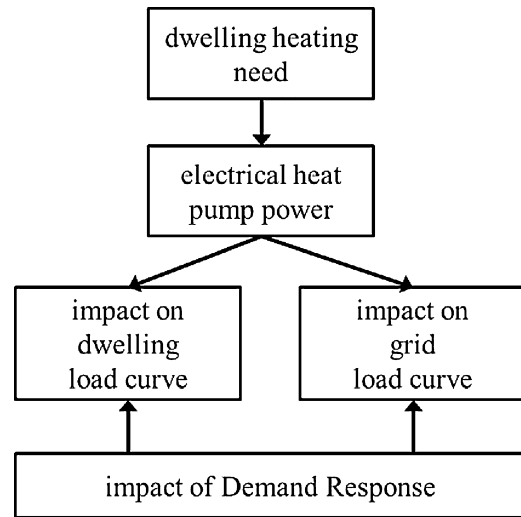 dwelling heating
need
electrical heat
pump power
impact on
dwelling
load curve
impact on
grid
load curve
impact of Demand Response